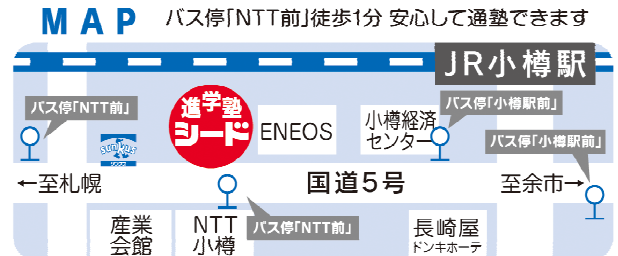 MAP バス停「NTT前」徒歩1分 安心して通塾できます
JR小樽駅
バス停「NTT前」
進学塾
シード
ENEOS
小樽経済
センター
バス停「小樽駅前」
バス停「小樽駅前」
←至札幌
国道5号
至余市→
産業
会館
NTT
小樽
バス停「NTT前」
長崎屋
ドンキホーテ